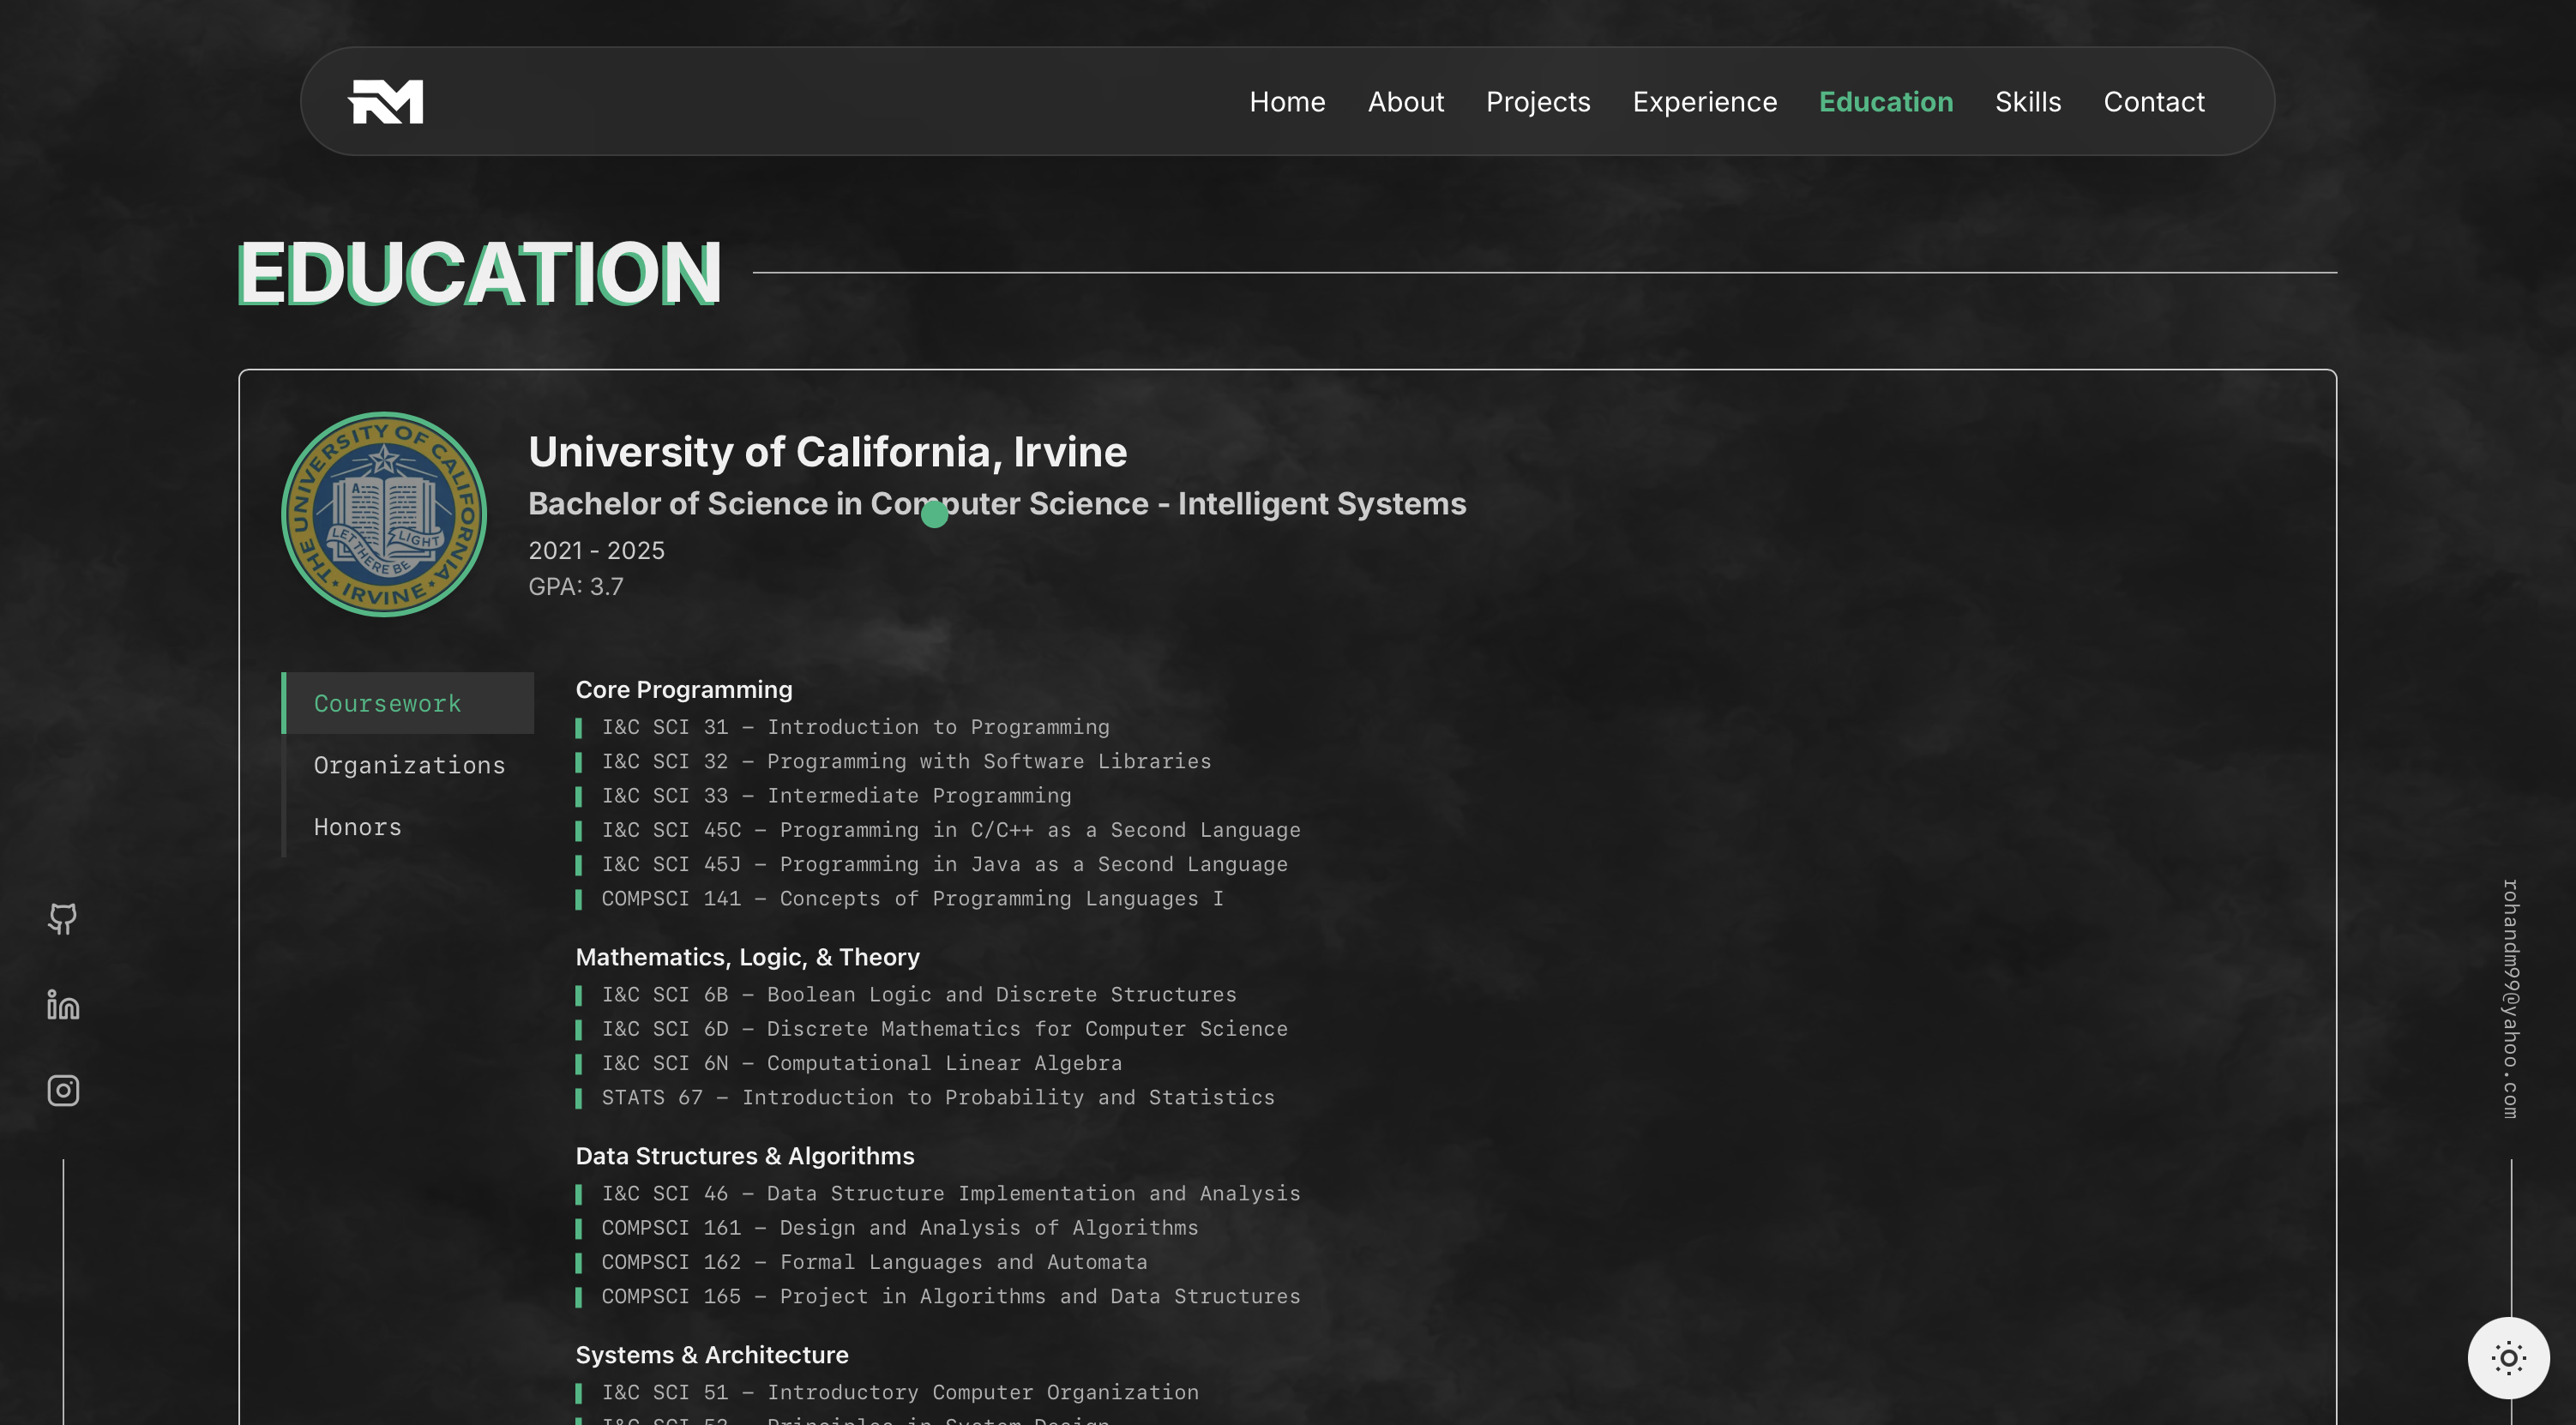 RM
Home About Projects Experience Education Skills Contact
EDUCATION
THE UNIVERSITY OF CALIFORNIA
IRVINE
LET THERE BE LIGHT
University of California, Irvine
Bachelor of Science in Computer Science - Intelligent Systems
2021 - 2025
GPA: 3.7
Coursework
Organizations
Honors
Core Programming
I&C SCI 31 – Introduction to Programming
I&C SCI 32 – Programming with Software Libraries
I&C SCI 33 – Intermediate Programming
I&C SCI 45C – Programming in C/C++ as a Second Language
I&C SCI 45J – Programming in Java as a Second Language
COMPSCI 141 – Concepts of Programming Languages I
Mathematics, Logic, & Theory
I&C SCI 6B – Boolean Logic and Discrete Structures
I&C SCI 6D – Discrete Mathematics for Computer Science
I&C SCI 6N – Computational Linear Algebra
STATS 67 – Introduction to Probability and Statistics
Data Structures & Algorithms
I&C SCI 46 – Data Structure Implementation and Analysis
COMPSCI 161 – Design and Analysis of Algorithms
COMPSCI 162 – Formal Languages and Automata
COMPSCI 165 – Project in Algorithms and Data Structures
Systems & Architecture
I&C SCI 51 – Introductory Computer Organization
I&C SCI 53 – Principles in System Design
rohandm99@yahoo.com